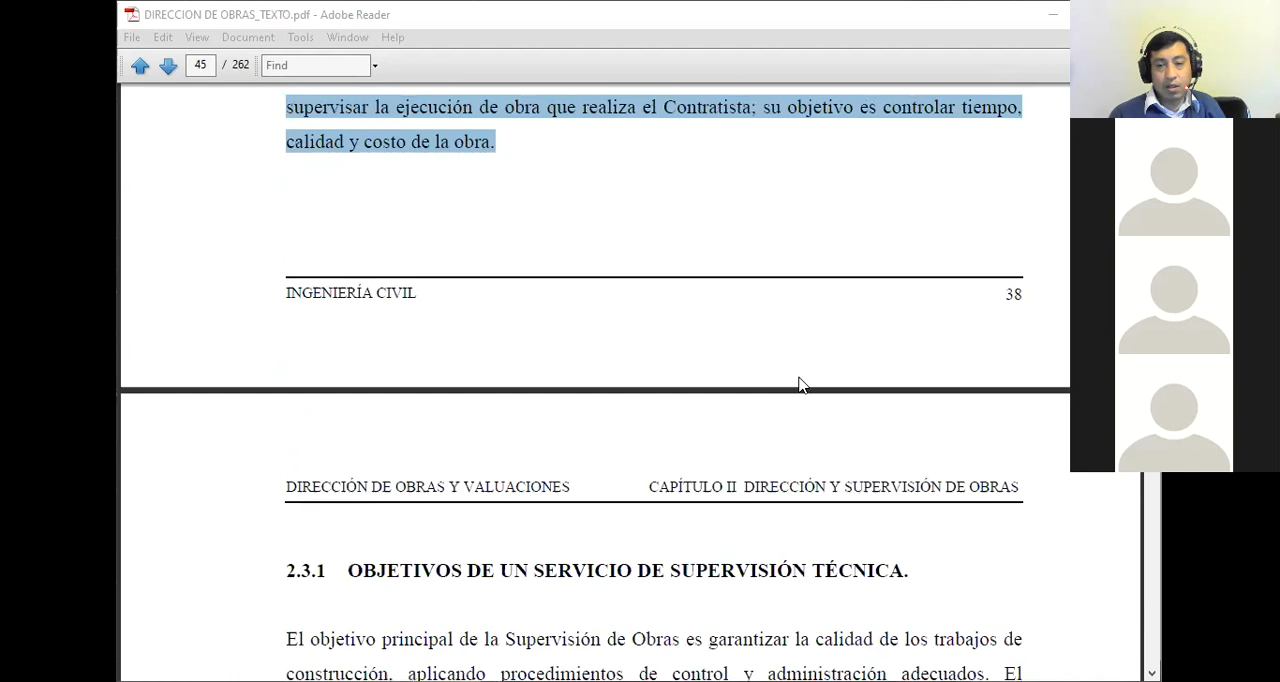 DIRECCION DE OBRAS_TEXTO.pdf - Adobe Reader
File Edit View Document Tools Window Help
45 / 262 Find
supervisar la ejecución de obra que realiza el Contratista; su objetivo es controlar tiempo,
calidad y costo de la obra.
INGENIERÍA CIVIL 38
DIRECCIÓN DE OBRAS Y VALUACIONES CAPÍTULO II DIRECCIÓN Y SUPERVISIÓN DE OBRAS
2.3.1 OBJETIVOS DE UN SERVICIO DE SUPERVISIÓN TÉCNICA.
El objetivo principal de la Supervisión de Obras es garantizar la calidad de los trabajos de
construcción, aplicando procedimientos de control y administración adecuados. El